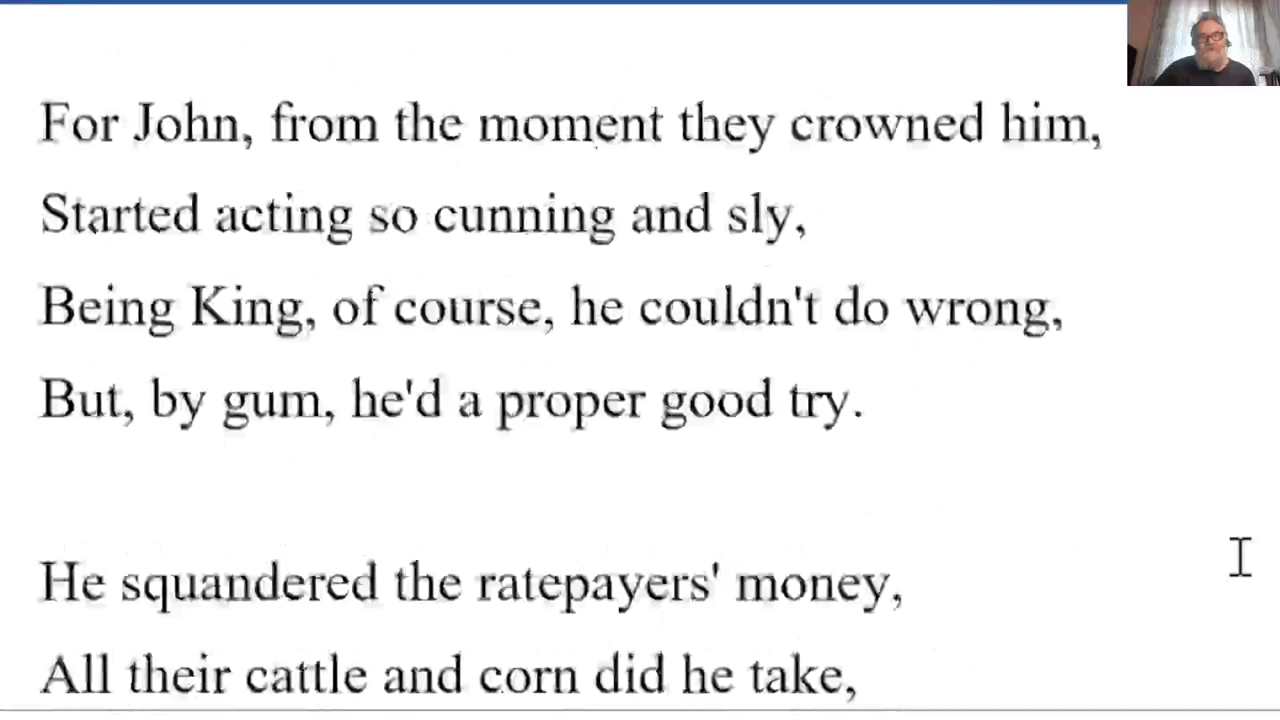 For John, from the moment they crowned him,
Started acting so cunning and sly,
Being King, of course, he couldn't do wrong,
But, by gum, he'd a proper good try.
He squandered the ratepayers' money,
All their cattle and corn did he take,